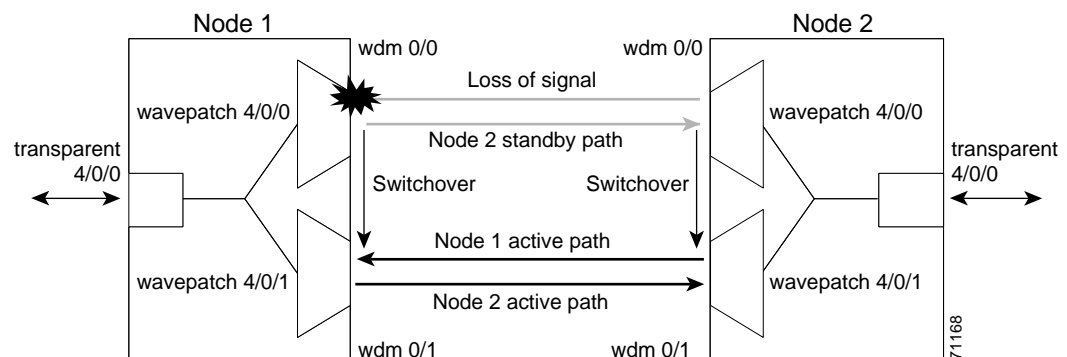 Node 1
Node 2
wdm 0/0
wdm 0/0
Loss of signal
wavepatch 4/0/0
wavepatch 4/0/0
Node 2 standby path
transparent
4/0/0
transparent
4/0/0
Switchover
Switchover
Node 1 active path
wavepatch 4/0/1
wavepatch 4/0/1
Node 2 active path
wdm 0/1
wdm 0/1
71168